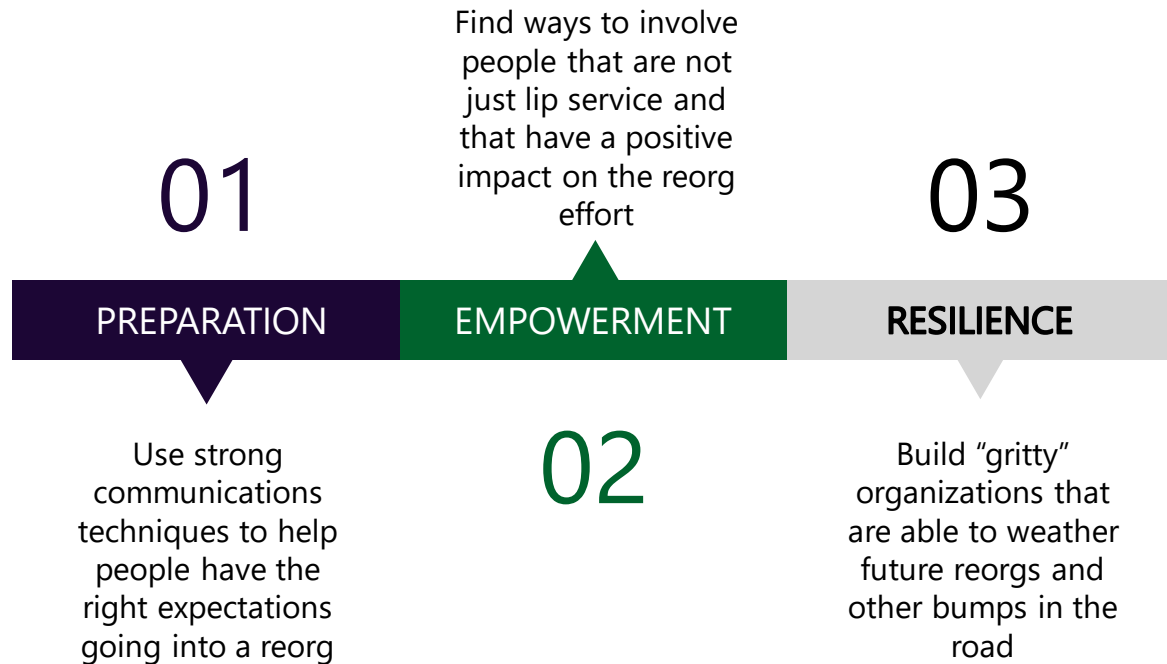 01
PREPARATION
Use strong
communications
techniques to help
people have the
right expectations
going into a reorg
Find ways to involve
people that are not
just lip service and
that have a positive
impact on the reorg
effort
EMPOWERMENT
02
03
RESILIENCE
Build “gritty”
organizations that
are able to weather
future reorgs and
other bumps in the
road